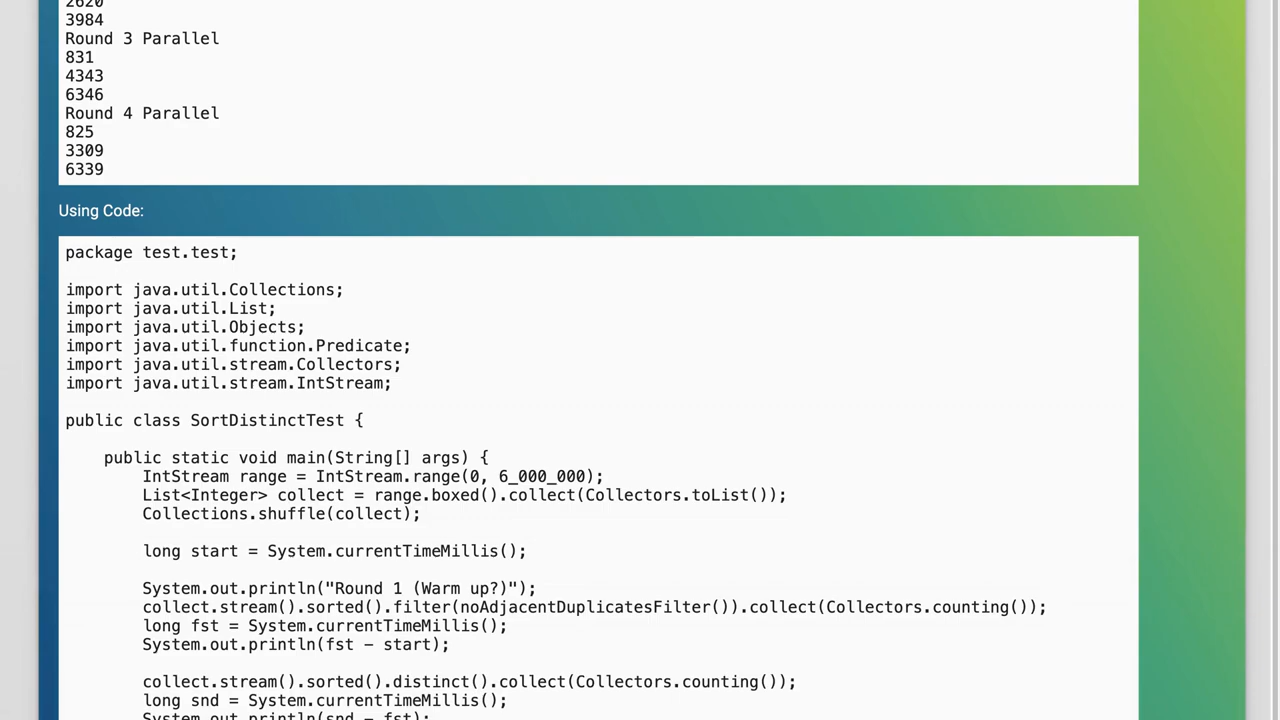 2620
3984
Round 3 Parallel
831
4343
6346
Round 4 Parallel
825
3309
6339
Using Code:
package test.test;
import java.util.Collections;
import java.util.List;
import java.util.Objects;
import java.util.function.Predicate;
import java.util.stream.Collectors;
import java.util.stream.IntStream;
public class SortDistinctTest {
    public static void main(String[] args) {
        IntStream range = IntStream.range(0, 6_000_000);
        List<Integer> collect = range.boxed().collect(Collectors.toList());
        Collections.shuffle(collect);
        long start = System.currentTimeMillis();
        System.out.println("Round 1 (Warm up?)");
        collect.stream().sorted().filter(noAdjacentDuplicatesFilter()).collect(Collectors.counting());
        long fst = System.currentTimeMillis();
        System.out.println(fst - start);
        collect.stream().sorted().distinct().collect(Collectors.counting());
        long snd = System.currentTimeMillis();
        System.out.println(snd - fst);